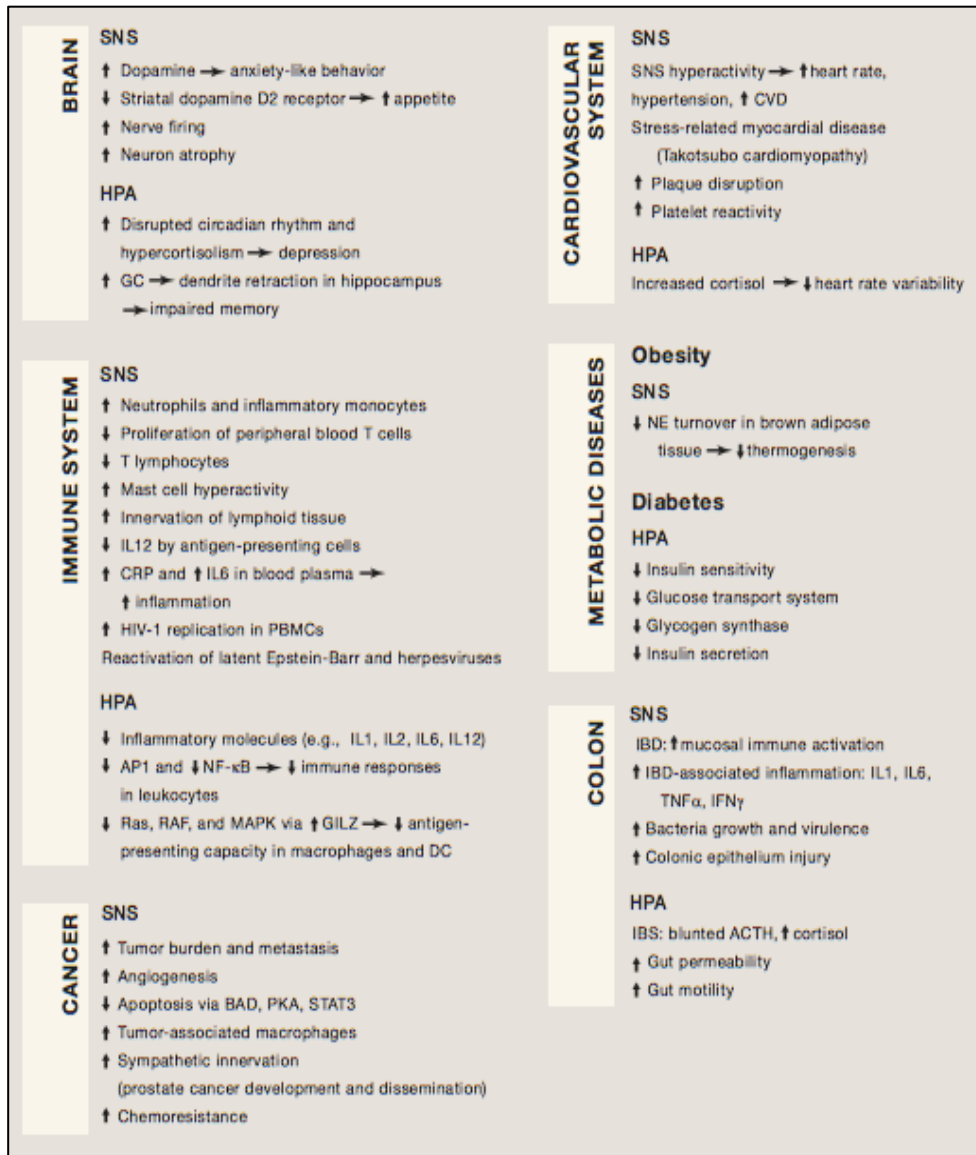 BRAIN
SNS
↑ Dopamine → anxiety-like behavior
↓ Striatal dopamine D2 receptor → ↑ appetite
↑ Nerve firing
↑ Neuron atrophy
HPA
↑ Disrupted circadian rhythm and
hypercortisolism → depression
↑ GC → dendrite retraction in hippocampus
→ impaired memory
IMMUNE SYSTEM
SNS
↑ Neutrophils and inflammatory monocytes
↓ Proliferation of peripheral blood T cells
↓ T lymphocytes
↑ Mast cell hyperactivity
↑ Innervation of lymphoid tissue
↓ IL12 by antigen-presenting cells
↑ CRP and ↑ IL6 in blood plasma →
↑ inflammation
↑ HIV-1 replication in PBMCs
Reactivation of latent Epstein-Barr and herpesviruses
HPA
↓ Inflammatory molecules (e.g., IL1, IL2, IL6, IL12)
↓ AP1 and ↓ NF-κB → ↓ immune responses
in leukocytes
↓ Ras, RAF, and MAPK via ↑ GILZ → ↓ antigen-
presenting capacity in macrophages and DC
CANCER
SNS
↑ Tumor burden and metastasis
↑ Angiogenesis
↓ Apoptosis via BAD, PKA, STAT3
↑ Tumor-associated macrophages
↑ Sympathetic innervation
(prostate cancer development and dissemination)
↑ Chemoresistance
CARDIOVASCULAR
SYSTEM
SNS
SNS hyperactivity → ↑ heart rate,
hypertension, ↑ CVD
Stress-related myocardial disease
(Takotsubo cardiomyopathy)
↑ Plaque disruption
↑ Platelet reactivity
HPA
Increased cortisol → ↓ heart rate variability
METABOLIC DISEASES
Obesity
SNS
↓ NE turnover in brown adipose
tissue → ↓ thermogenesis
Diabetes
HPA
↓ Insulin sensitivity
↓ Glucose transport system
↓ Glycogen synthase
↓ Insulin secretion
COLON
SNS
IBD: ↑ mucosal immune activation
↑ IBD-associated inflammation: IL1, IL6,
TNFα, IFNγ
↑ Bacteria growth and virulence
↑ Colonic epithelium injury
HPA
IBS: blunted ACTH, ↑ cortisol
↑ Gut permeability
↑ Gut motility